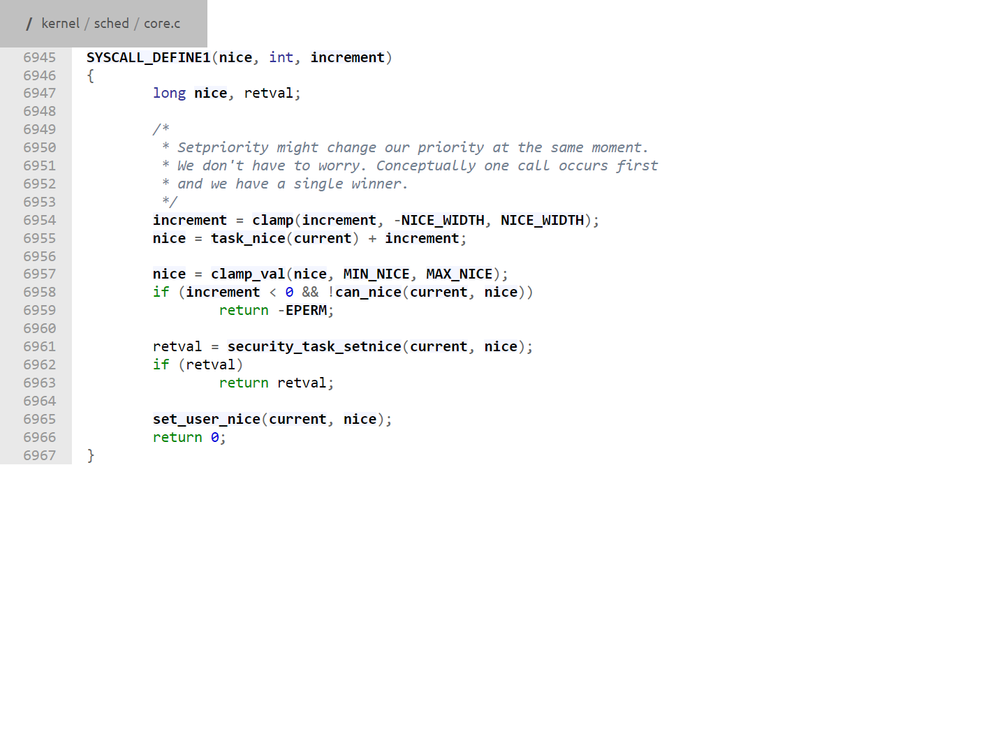 / kernel / sched / core.c
6945 SYSCALL_DEFINE1(nice, int, increment)
6946 {
6947 long nice, retval;
6948
6949 /*
6950 * Setpriority might change our priority at the same moment.
6951 * We don't have to worry. Conceptually one call occurs first
6952 * and we have a single winner.
6953 */
6954 increment = clamp(increment, -NICE_WIDTH, NICE_WIDTH);
6955 nice = task_nice(current) + increment;
6956
6957 nice = clamp_val(nice, MIN_NICE, MAX_NICE);
6958 if (increment < 0 && !can_nice(current, nice))
6959 return -EPERM;
6960
6961 retval = security_task_setnice(current, nice);
6962 if (retval)
6963 return retval;
6964
6965 set_user_nice(current, nice);
6966 return 0;
6967 }